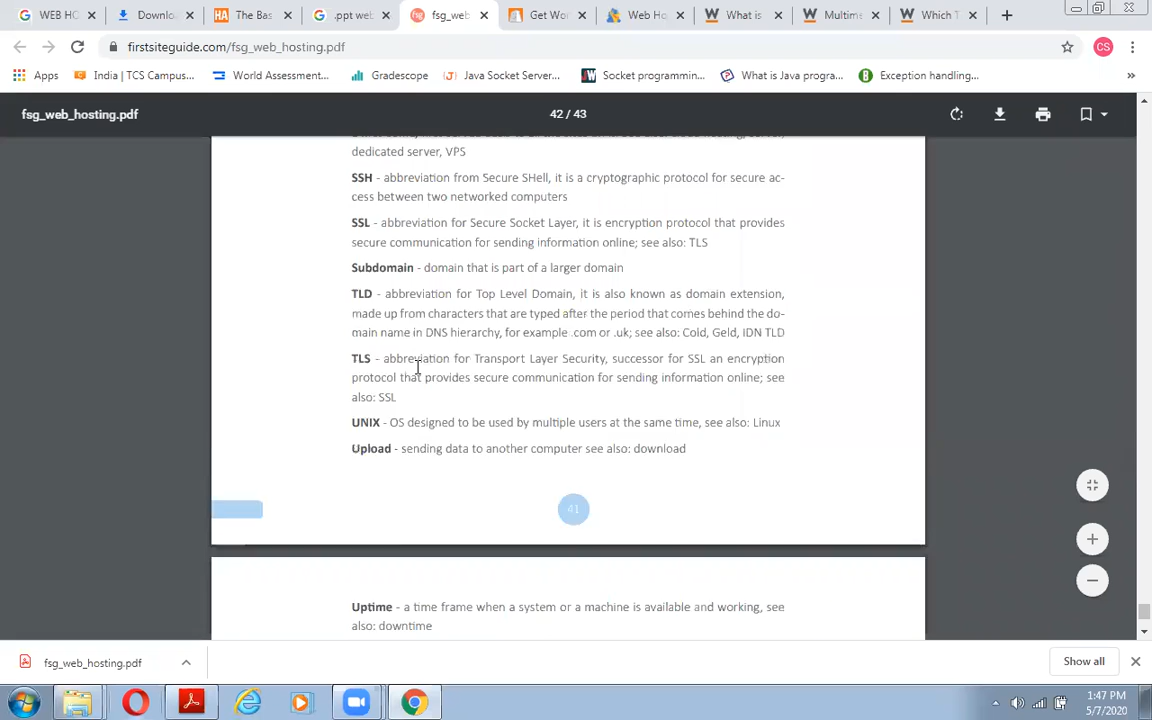 WEB HO
Downlo
The Bas
.ppt wel
fsg_web
Get Wo
Web Ho
What is
Multime
Which T
firstsiteguide.com/fsg_web_hosting.pdf
CS
Apps
India | TCS Campus...
World Assessment...
Gradescope
Java Socket Server...
Socket programmin...
What is Java progra...
Exception handling...
»
fsg_web_hosting.pdf
42 / 43
dedicated server, VPS
SSH - abbreviation from Secure SHell, it is a cryptographic protocol for secure ac-
cess between two networked computers
SSL - abbreviation for Secure Socket Layer, it is encryption protocol that provides
secure communication for sending information online; see also: TLS
Subdomain - domain that is part of a larger domain
TLD - abbreviation for Top Level Domain, it is also known as domain extension,
made up from characters that are typed after the period that comes behind the do-
main name in DNS hierarchy, for example .com or .uk; see also: Cold, Geld, IDN TLD
TLS - abbreviation for Transport Layer Security, successor for SSL an encryption
protocol that provides secure communication for sending information online; see
also: SSL
UNIX - OS designed to be used by multiple users at the same time, see also: Linux
Upload - sending data to another computer see also: download
41
Uptime - a time frame when a system or a machine is available and working, see
also: downtime
fsg_web_hosting.pdf
Show all
1:47 PM
5/7/2020